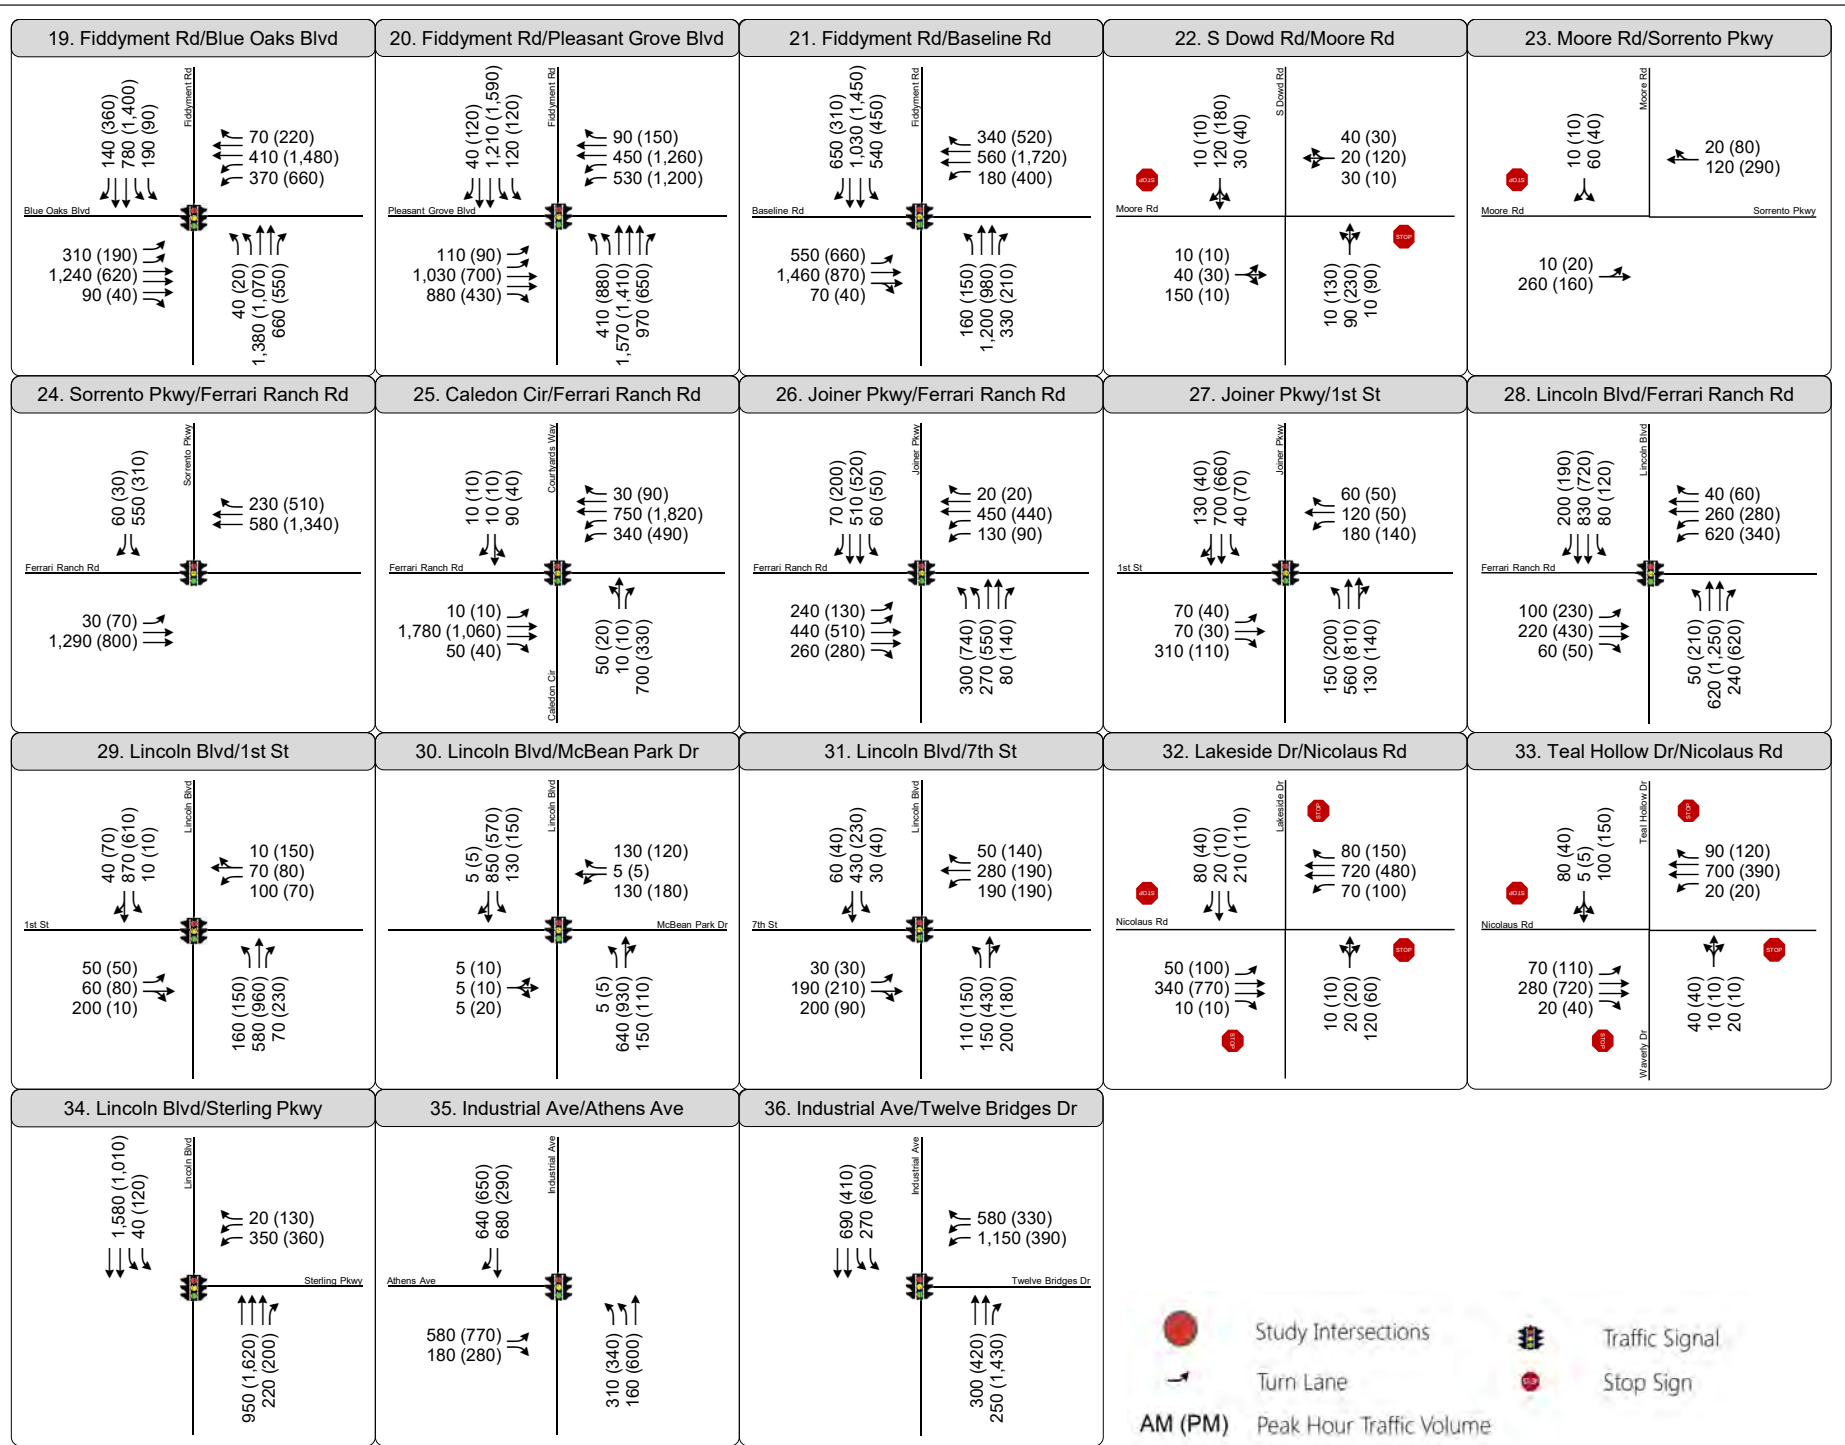 19. Fiddyment Rd/Blue Oaks Blvd
Fiddyment Rd
140 (360)
780 (1,400)
190 (90)
70 (220)
410 (1,480)
370 (660)
Blue Oaks Blvd
310 (190)
1,240 (620)
90 (40)
40 (20)
1,380 (1,070)
660 (550)
20. Fiddyment Rd/Pleasant Grove Blvd
Fiddyment Rd
40 (120)
1,210 (1,590)
120 (120)
90 (150)
450 (1,260)
530 (1,200)
Pleasant Grove Blvd
110 (90)
1,030 (700)
880 (430)
410 (880)
1,570 (1,410)
970 (650)
21. Fiddyment Rd/Baseline Rd
Fiddyment Rd
650 (310)
1,030 (1,450)
540 (450)
340 (520)
560 (1,720)
180 (400)
Baseline Rd
550 (660)
1,460 (870)
70 (40)
160 (150)
1,200 (980)
330 (210)
22. S Dowd Rd/Moore Rd
S Dowd Rd
10 (10)
120 (180)
30 (40)
40 (30)
20 (120)
30 (10)
STOP
Moore Rd
STOP
10 (10)
40 (30)
150 (10)
10 (130)
90 (230)
10 (90)
23. Moore Rd/Sorrento Pkwy
Moore Rd
10 (10)
60 (40)
20 (80)
120 (290)
STOP
Moore Rd
Sorrento Pkwy
10 (20)
260 (160)
24. Sorrento Pkwy/Ferrari Ranch Rd
Sorrento Pkwy
60 (30)
550 (310)
230 (510)
580 (1,340)
Ferrari Ranch Rd
30 (70)
1,290 (800)
25. Caledon Cir/Ferrari Ranch Rd
Courtyards Way
10 (10)
10 (10)
90 (40)
30 (90)
750 (1,820)
340 (490)
Ferrari Ranch Rd
10 (10)
1,780 (1,060)
50 (40)
50 (20)
10 (10)
700 (330)
Caledon Cir
26. Joiner Pkwy/Ferrari Ranch Rd
Joiner Pkwy
70 (200)
510 (520)
60 (50)
20 (20)
450 (440)
130 (90)
Ferrari Ranch Rd
240 (130)
440 (510)
260 (280)
300 (740)
270 (550)
80 (140)
27. Joiner Pkwy/1st St
Joiner Pkwy
130 (40)
700 (660)
40 (70)
60 (50)
120 (50)
180 (140)
1st St
70 (40)
70 (30)
310 (110)
150 (200)
560 (810)
130 (140)
28. Lincoln Blvd/Ferrari Ranch Rd
Lincoln Blvd
200 (190)
830 (720)
80 (120)
40 (60)
260 (280)
620 (340)
Ferrari Ranch Rd
100 (230)
220 (430)
60 (50)
50 (210)
620 (1,250)
240 (620)
29. Lincoln Blvd/1st St
Lincoln Blvd
40 (70)
870 (610)
10 (10)
10 (150)
70 (80)
100 (70)
1st St
50 (50)
60 (80)
200 (10)
160 (150)
580 (960)
70 (230)
30. Lincoln Blvd/McBean Park Dr
Lincoln Blvd
5 (5)
850 (570)
130 (150)
130 (120)
5 (5)
130 (180)
McBean Park Dr
5 (10)
5 (10)
5 (20)
5 (5)
640 (930)
150 (110)
31. Lincoln Blvd/7th St
Lincoln Blvd
60 (40)
430 (230)
30 (40)
50 (140)
280 (190)
190 (190)
7th St
30 (30)
190 (210)
200 (90)
110 (150)
150 (430)
200 (180)
32. Lakeside Dr/Nicolaus Rd
Lakeside Dr
STOP
80 (40)
20 (10)
210 (110)
80 (150)
720 (480)
70 (100)
STOP
Nicolaus Rd
STOP
50 (100)
340 (770)
10 (10)
10 (10)
20 (20)
120 (60)
STOP
33. Teal Hollow Dr/Nicolaus Rd
Teal Hollow Dr
STOP
80 (40)
5 (5)
100 (150)
90 (120)
700 (390)
20 (20)
STOP
Nicolaus Rd
STOP
70 (110)
280 (720)
20 (40)
40 (40)
10 (10)
20 (10)
STOP
Waverly Dr
34. Lincoln Blvd/Sterling Pkwy
Lincoln Blvd
1,580 (1,010)
40 (120)
20 (130)
350 (360)
Sterling Pkwy
950 (1,620)
220 (200)
35. Industrial Ave/Athens Ave
Industrial Ave
640 (650)
680 (290)
Athens Ave
580 (770)
180 (280)
310 (340)
160 (600)
36. Industrial Ave/Twelve Bridges Dr
Industrial Ave
690 (410)
270 (600)
580 (330)
1,150 (390)
Twelve Bridges Dr
300 (420)
250 (1,430)
Study Intersections
Traffic Signal
Turn Lane
STOP
Stop Sign
AM (PM)
Peak Hour Traffic Volume